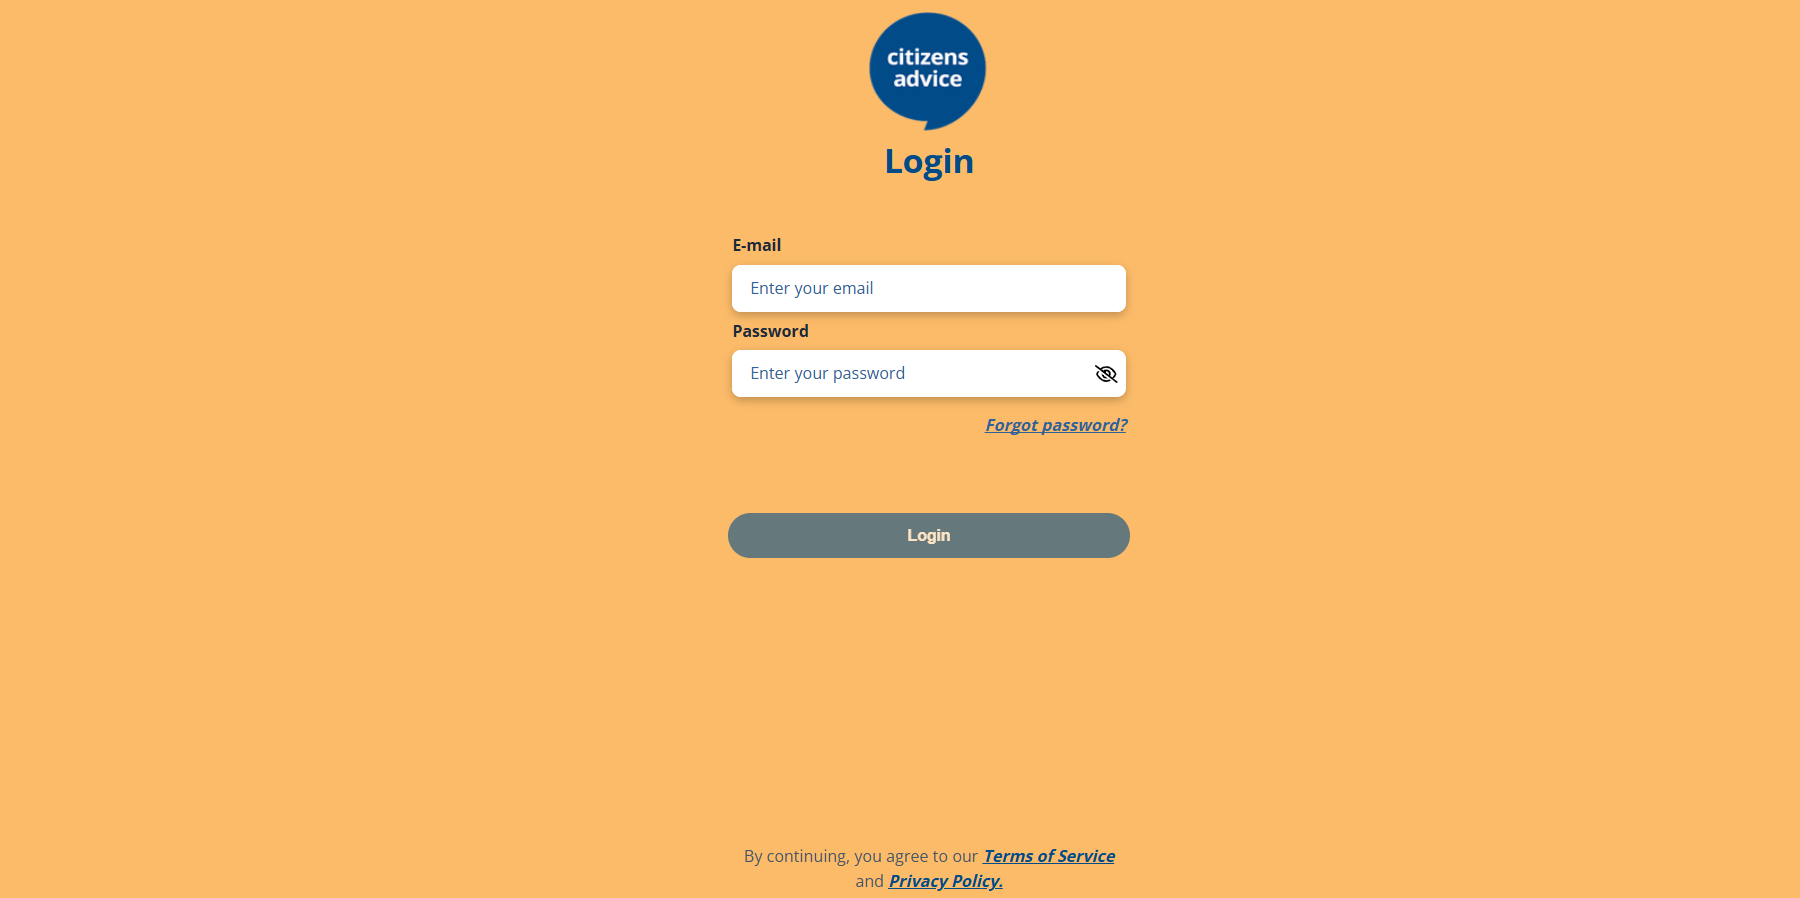 citizens
advice
Login
E-mail
Enter your email
Password
Enter your password
Forgot password?
Login
By continuing, you agree to our Terms of Service
and Privacy Policy.